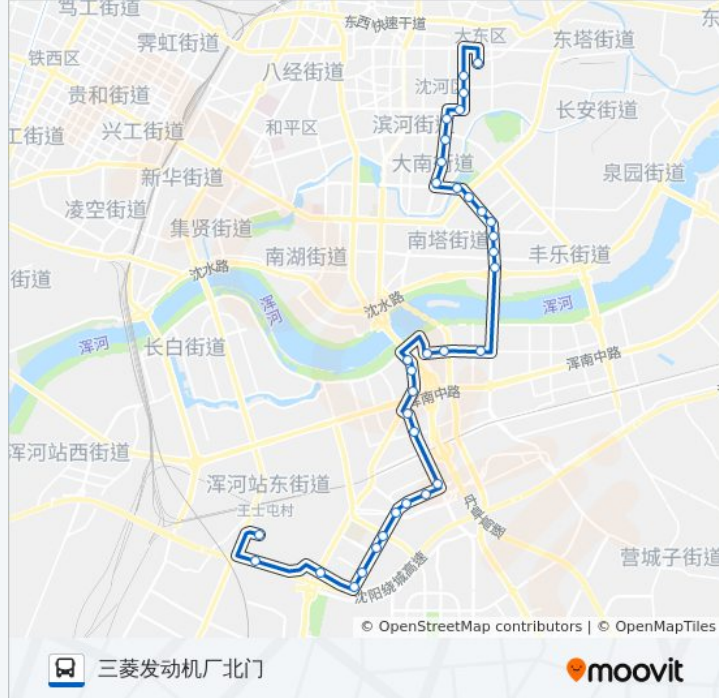 笃工街道
东西快速干道
大东区
东塔街道
霁虹街道
铁西区
八经街道
沈河区
贵和街道
长安街道
滨河街道
和平区
工街道
兴工街道
大南街道
泉园街道
新华街道
凌空街道
集贤街道
南塔街道
南湖街道
丰乐街道
沈水路
街道
浑河
沈水路
浑河
浑河
长白街道
浑南中路
浑南中路
浑河站西街道
浑河站东街道
王士屯村
丹阜高速
营城子街道
沈阳绕城高速
© OpenStreetMap contributors | © OpenMapTiles
三菱发动机厂北门
moovit